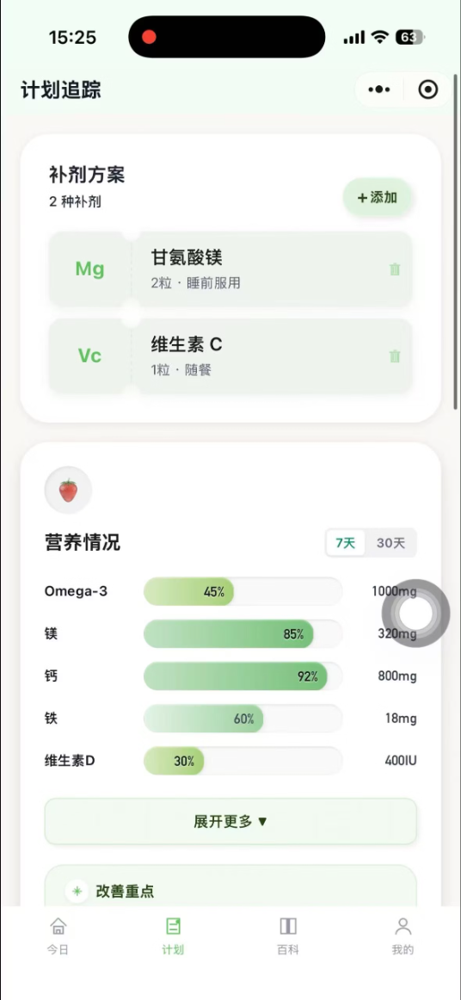 15:25
63
计划追踪
补剂方案
2 种补剂
+添加
Mg
甘氨酸镁
2粒 · 睡前服用
Vc
维生素 C
1粒 · 随餐
营养情况
7天
30天
Omega-3 45% 1000mg
镁 85% 320mg
钙 92% 800mg
铁 60% 18mg
维生素D 30% 400IU
展开更多 ▼
改善重点
今日
计划
百科
我的